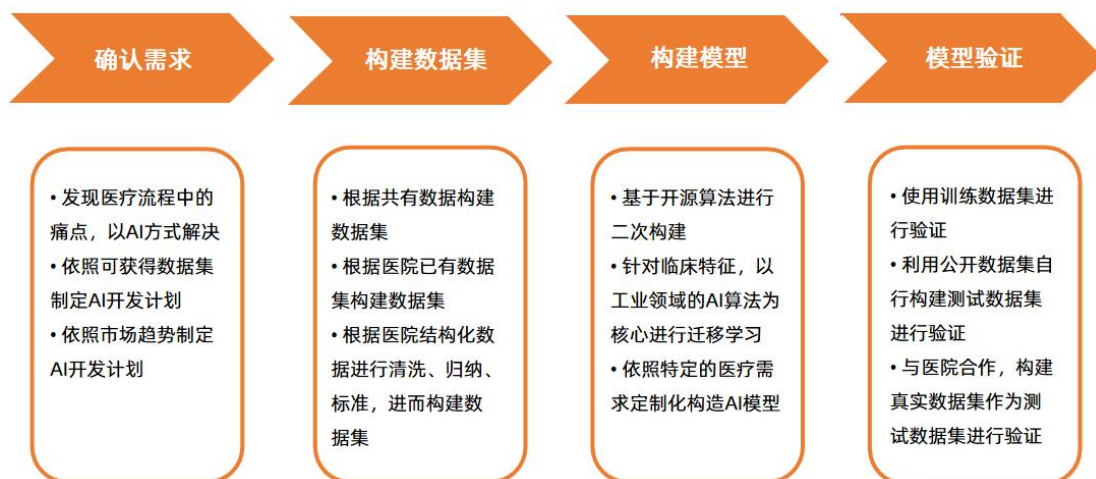 确认需求
构建数据集
构建模型
模型验证
• 发现医疗流程中的
痛点，以AI方式解决
• 依照可获得数据集
制定AI开发计划
• 依照市场趋势制定
AI开发计划
• 根据共有数据构建
数据集
• 根据医院已有数据
集构建数据集
• 根据医院结构化数
据进行清洗、归纳、
标准，进而构建数
据集
• 基于开源算法进行
二次构建
• 针对临床特征，以
工业领域的AI算法为
核心进行迁移学习
• 依照特定的医疗需
求定制化构造AI模型
• 使用训练数据集进
行验证
• 利用公开数据集自
行构建测试数据集
进行验证
• 与医院合作，构建
真实数据集作为测
试数据集进行验证